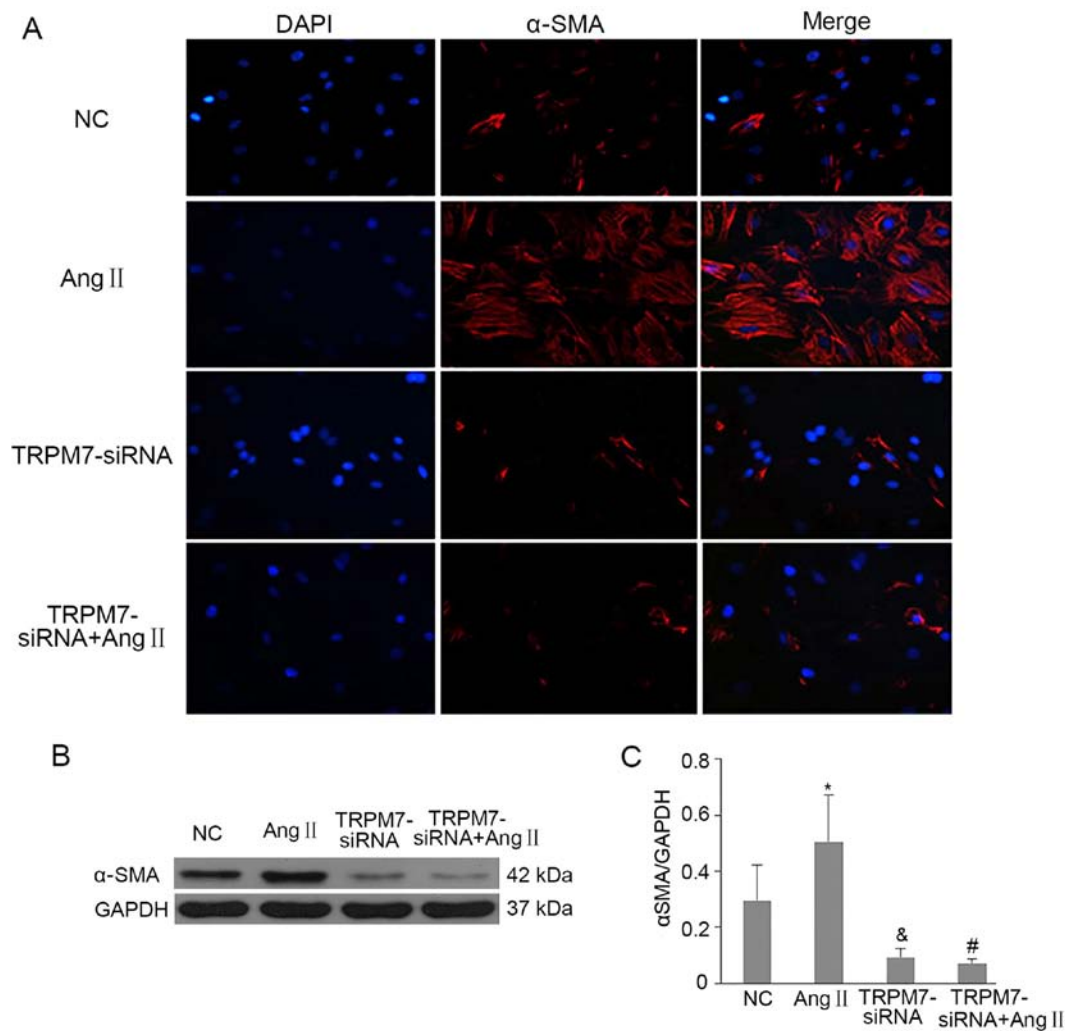 A
DAPI
α-SMA
Merge
NC
Ang Ⅱ
TRPM7-siRNA
TRPM7-
siRNA+Ang Ⅱ
B
NC
Ang Ⅱ
TRPM7-
siRNA
TRPM7-
siRNA+Ang Ⅱ
α-SMA
42 kDa
GAPDH
37 kDa
C
αSMA/GAPDH
0.8
0.6
0.4
0.2
0
*
&
#
NC
Ang Ⅱ
TRPM7-
siRNA
TRPM7-
siRNA+Ang Ⅱ